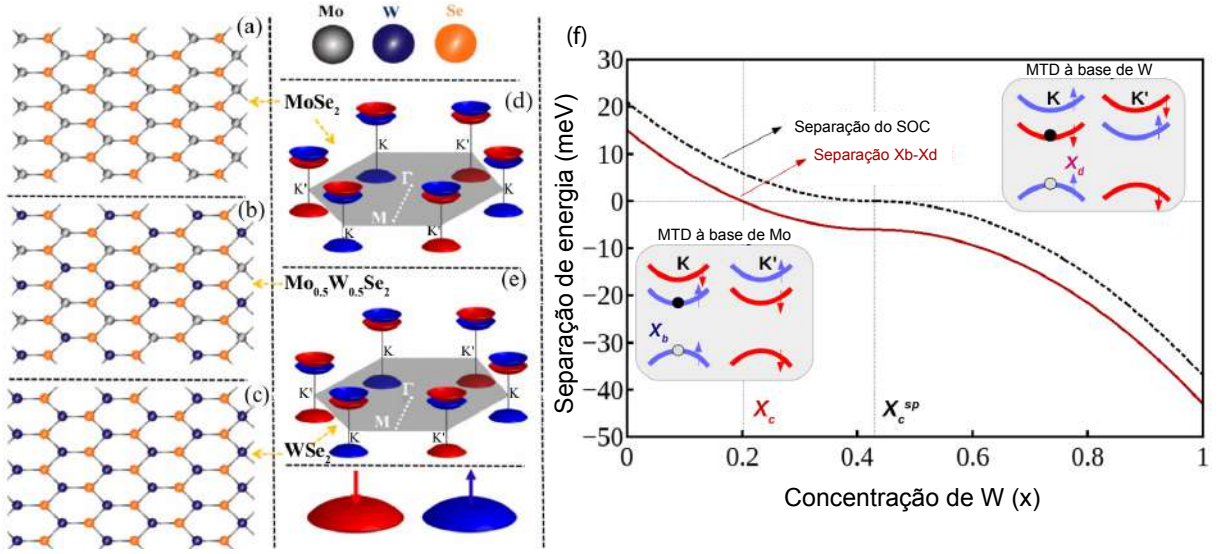 (a)
MoSe2
(b)
Mo0.5W0.5Se2
(c)
WSe2
Mo W Se
(d)
K K'
K' Γ K
M
K K'
(e)
K K'
K' Γ K
M
K K'
(f)
Separação de energia (meV)
30
20
10
0
−10
−20
−30
−40
−50
0 0.2 0.4 0.6 0.8 1
Concentração de W (x)
Separação do SOC
Separação Xb-Xd
MTD à base de W
K K'
Xd
MTD à base de Mo
K K'
Xb
Xc
Xc^sp